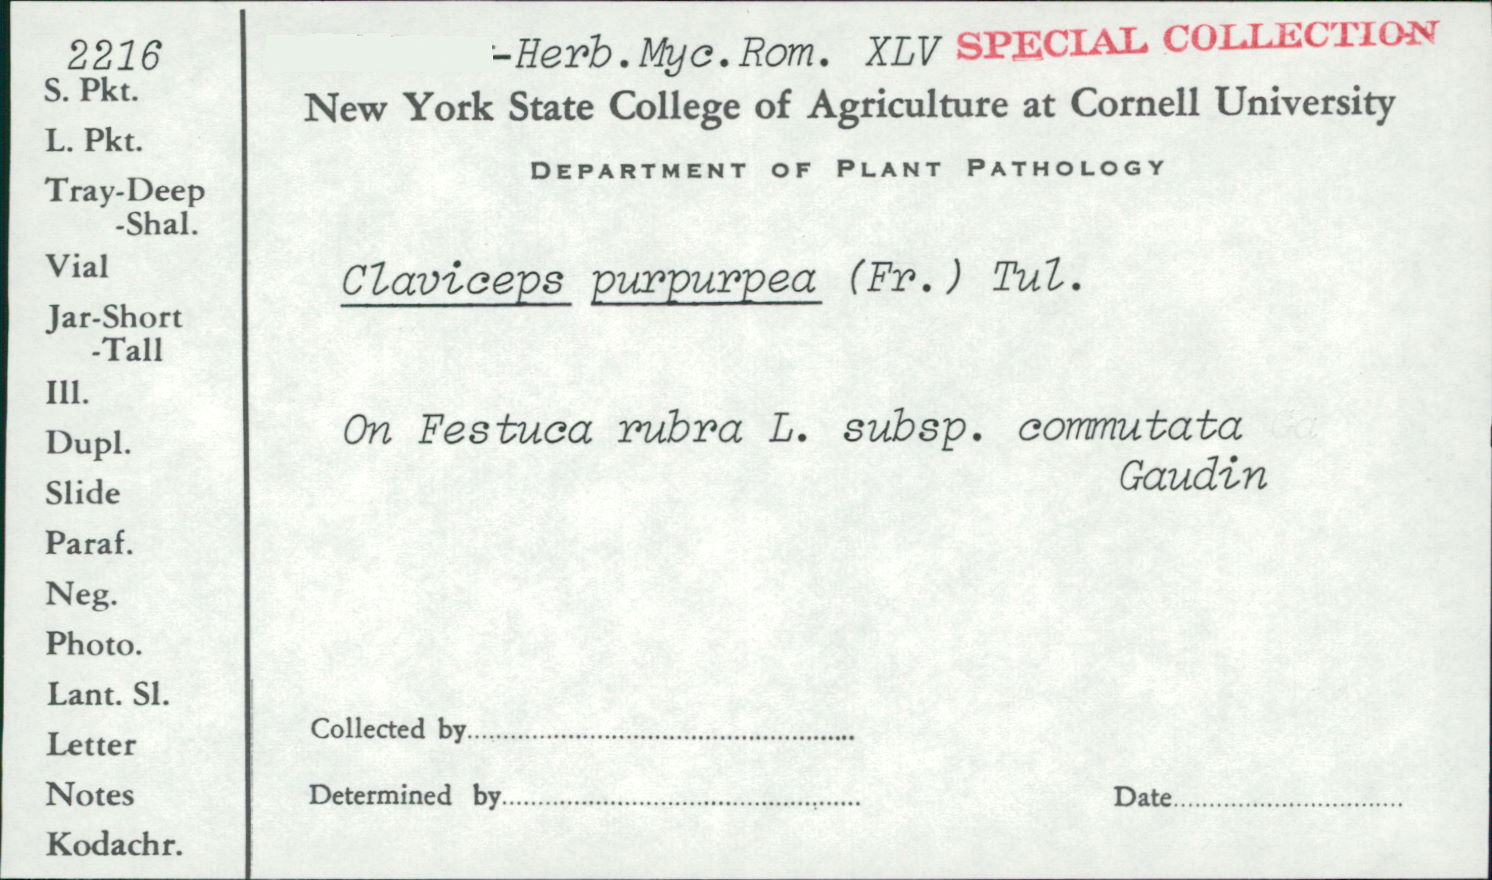 2216
-Herb. Myc. Rom. XLV SPECIAL COLLECTION
New York State College of Agriculture at Cornell University
DEPARTMENT OF PLANT PATHOLOGY
S. Pkt.
L. Pkt.
Tray-Deep
-Shal.
Vial
Jar-Short
-Tall
Ill.
Dupl.
Slide
Paraf.
Neg.
Photo.
Lant. Sl.
Letter
Notes
Kodachr.
Claviceps purpurpea (Fr.) Tul.
On Festuca rubra L. subsp. commutata
Gaudin
Collected by
Determined by
Date